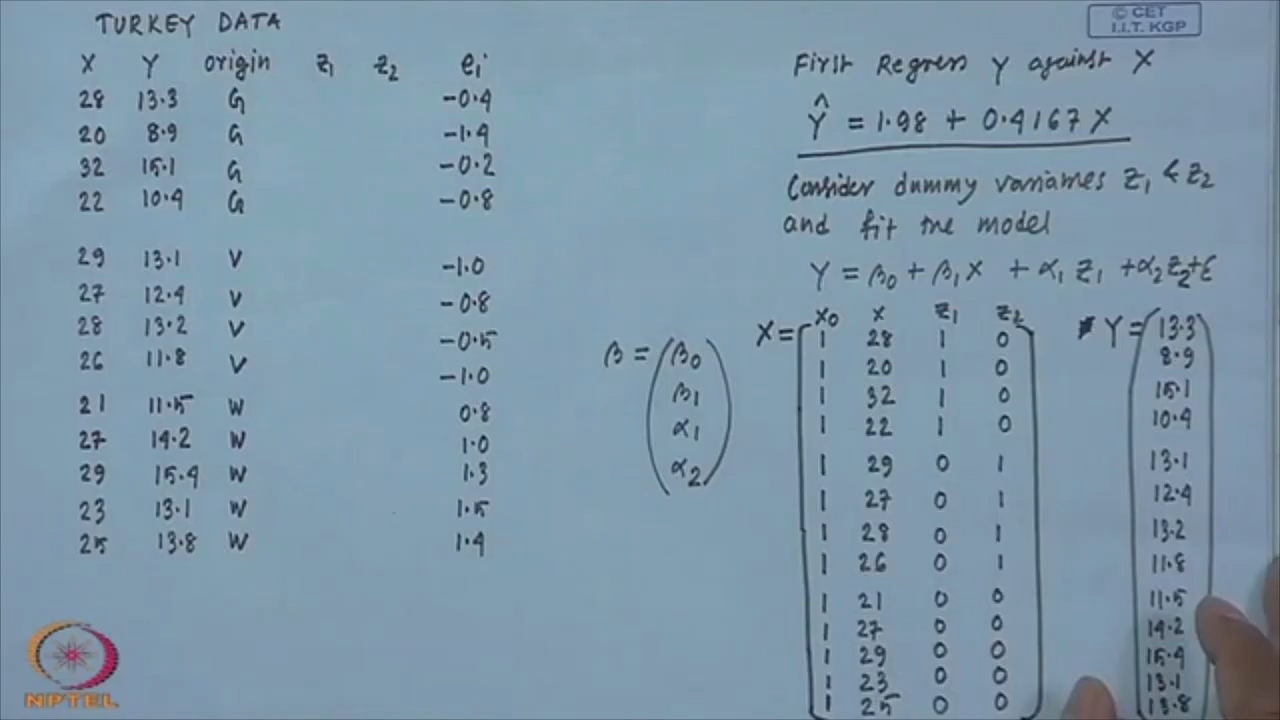 TURKEY DATA
X Y origin z1 z2 ei
28 13.3 G -0.4
20 8.9 G -1.4
32 15.1 G -0.2
22 10.4 G -0.8
29 13.1 V -1.0
27 12.4 V -0.8
28 13.2 V -0.5
26 11.8 V -1.0
21 11.5 W 0.8
27 14.2 W 1.0
29 15.4 W 1.3
23 13.1 W 1.5
25 13.8 W 1.4
© CET
I.I.T. KGP
First Regress Y against X
Ŷ = 1.98 + 0.4167 X
Consider dummy variables z1 & z2
and fit the model
Y = β0 + β1 X + α1 z1 + α2 z2 + ε
β = (β0
β1
α1
α2)
X =
x0 x z1 z2
1 28 1 0
1 20 1 0
1 32 1 0
1 22 1 0
1 29 0 1
1 27 0 1
1 28 0 1
1 26 0 1
1 21 0 0
1 27 0 0
1 29 0 0
1 23 0 0
1 25 0 0
Y =
13.3
8.9
15.1
10.4
13.1
12.4
13.2
11.8
11.5
14.2
15.4
13.1
13.8
NPTEL